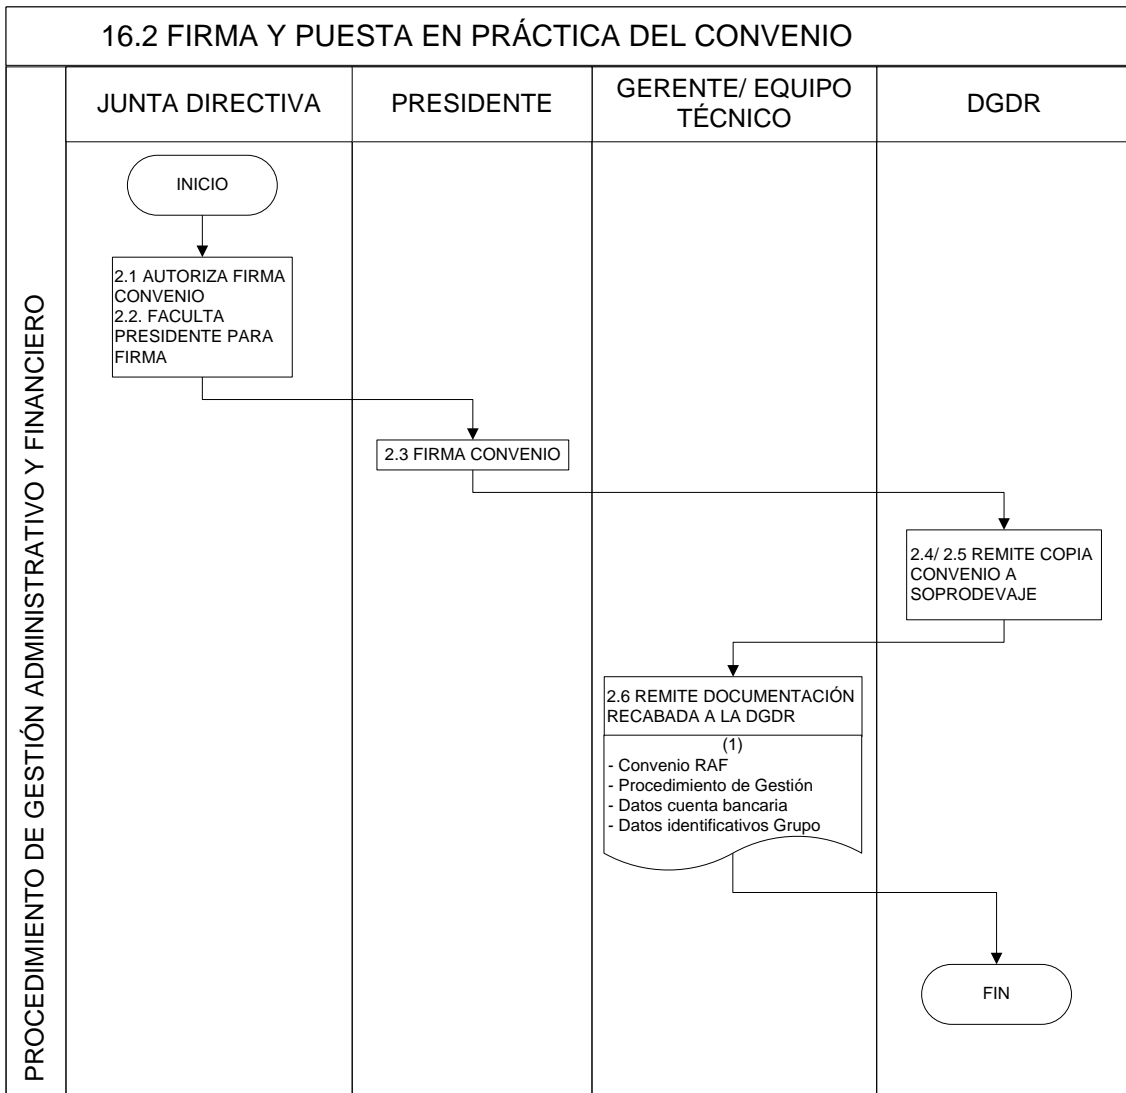 16.2 FIRMA Y PUESTA EN PRÁCTICA DEL CONVENIO
PROCEDIMIENTO DE GESTIÓN ADMINISTRATIVO Y FINANCIERO
JUNTA DIRECTIVA
PRESIDENTE
GERENTE/ EQUIPO
TÉCNICO
DGDR
INICIO
2.1 AUTORIZA FIRMA
CONVENIO
2.2. FACULTA
PRESIDENTE PARA
FIRMA
2.3 FIRMA CONVENIO
2.4/ 2.5 REMITE COPIA
CONVENIO A
SOPRODEVAJE
2.6 REMITE DOCUMENTACIÓN
RECABADA A LA DGDR
(1)
- Convenio RAF
- Procedimiento de Gestión
- Datos cuenta bancaria
- Datos identificativos Grupo
FIN